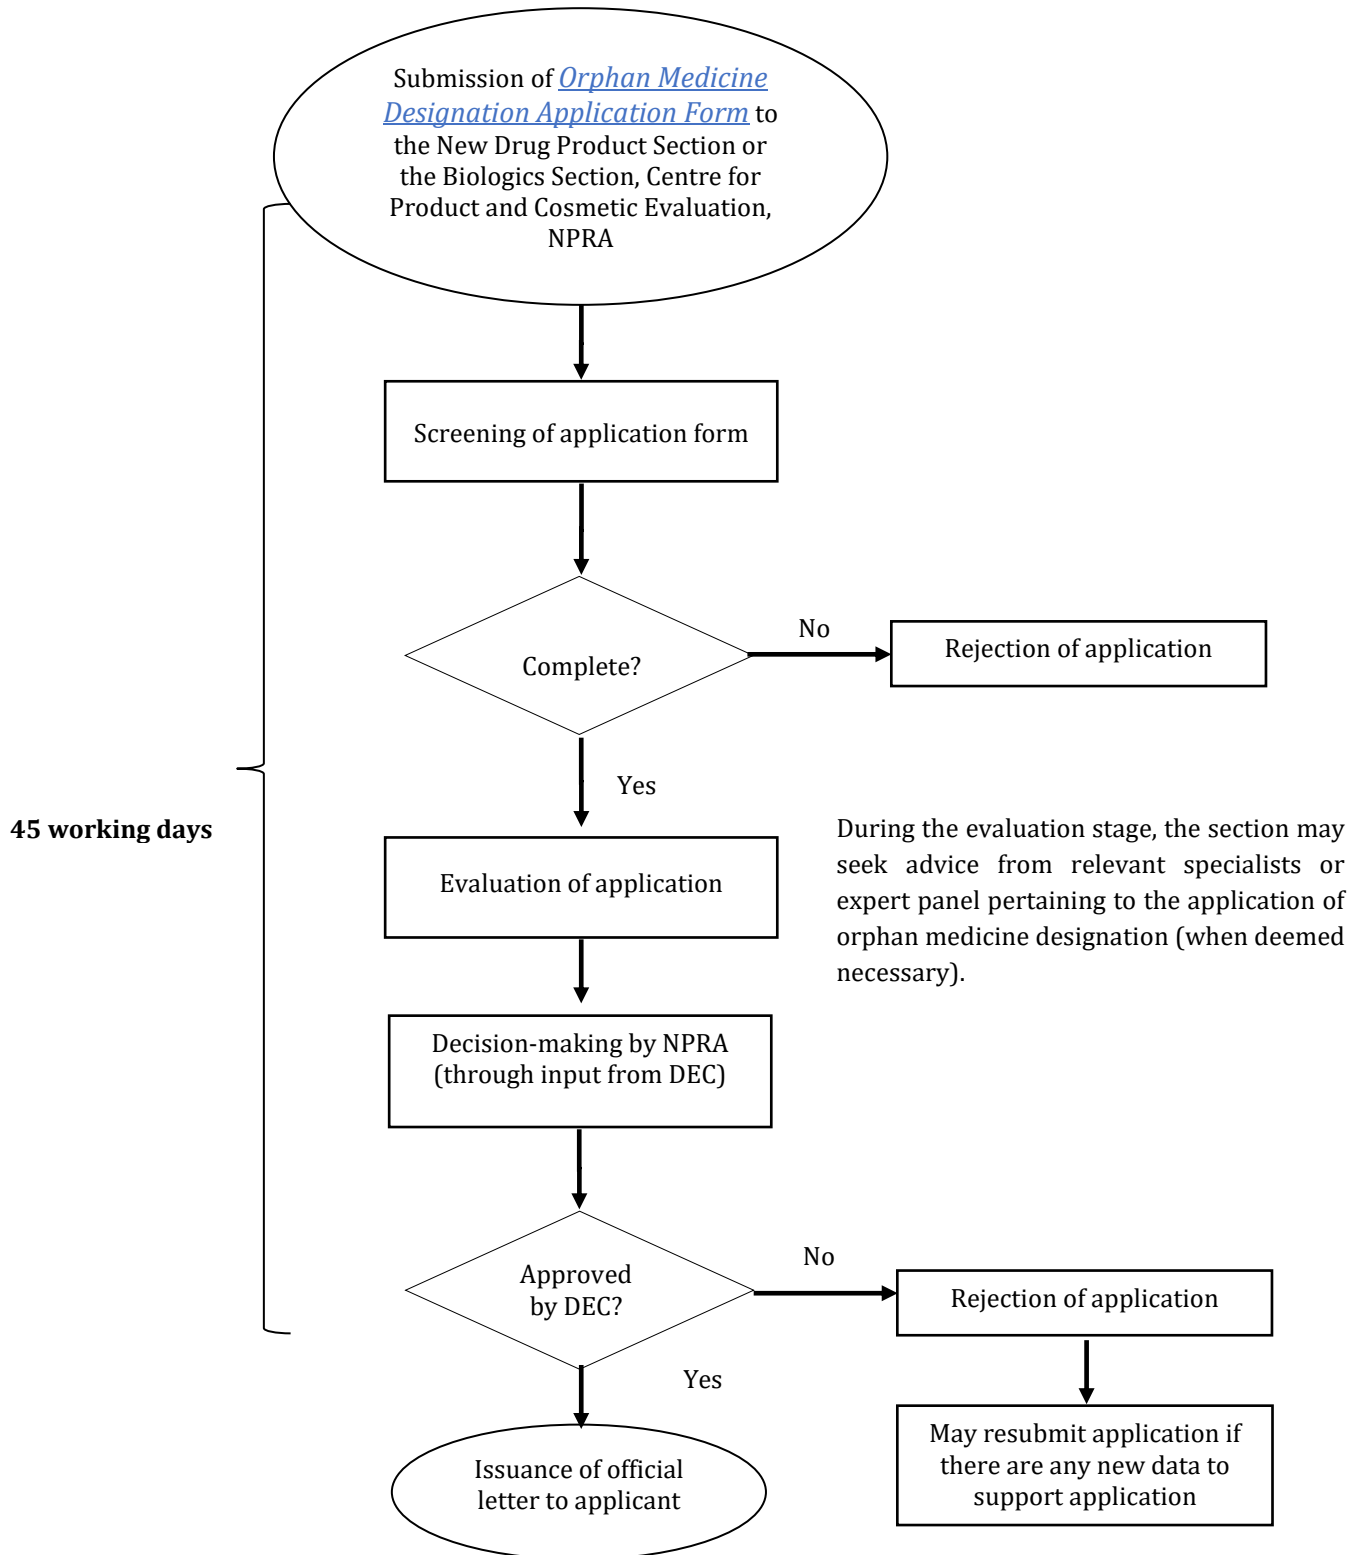 Submission of Orphan Medicine
Designation Application Form to
the New Drug Product Section or
the Biologics Section, Centre for
Product and Cosmetic Evaluation,
NPRA
Screening of application form
Complete?
No
Rejection of application
Yes
45 working days
Evaluation of application
During the evaluation stage, the section may
seek advice from relevant specialists or
expert panel pertaining to the application of
orphan medicine designation (when deemed
necessary).
Decision-making by NPRA
(through input from DEC)
Approved
by DEC?
No
Rejection of application
Yes
Issuance of official
letter to applicant
May resubmit application if
there are any new data to
support application